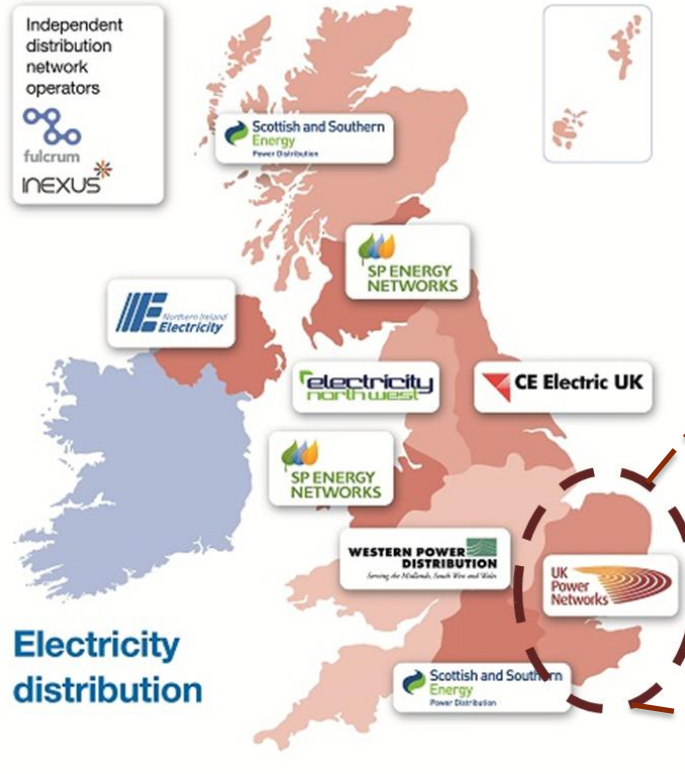 Independent
distribution
network
operators
fulcrum
INEXUS
Scottish and Southern
Energy
Power Distribution
SP ENERGY
NETWORKS
Northern Ireland
Electricity
electricity
north west
CE Electric UK
SP ENERGY
NETWORKS
WESTERN POWER
DISTRIBUTION
Serving the Midlands, South West and Wales
UK
Power
Networks
Electricity
distribution
Scottish and Southern
Energy
Power Distribution